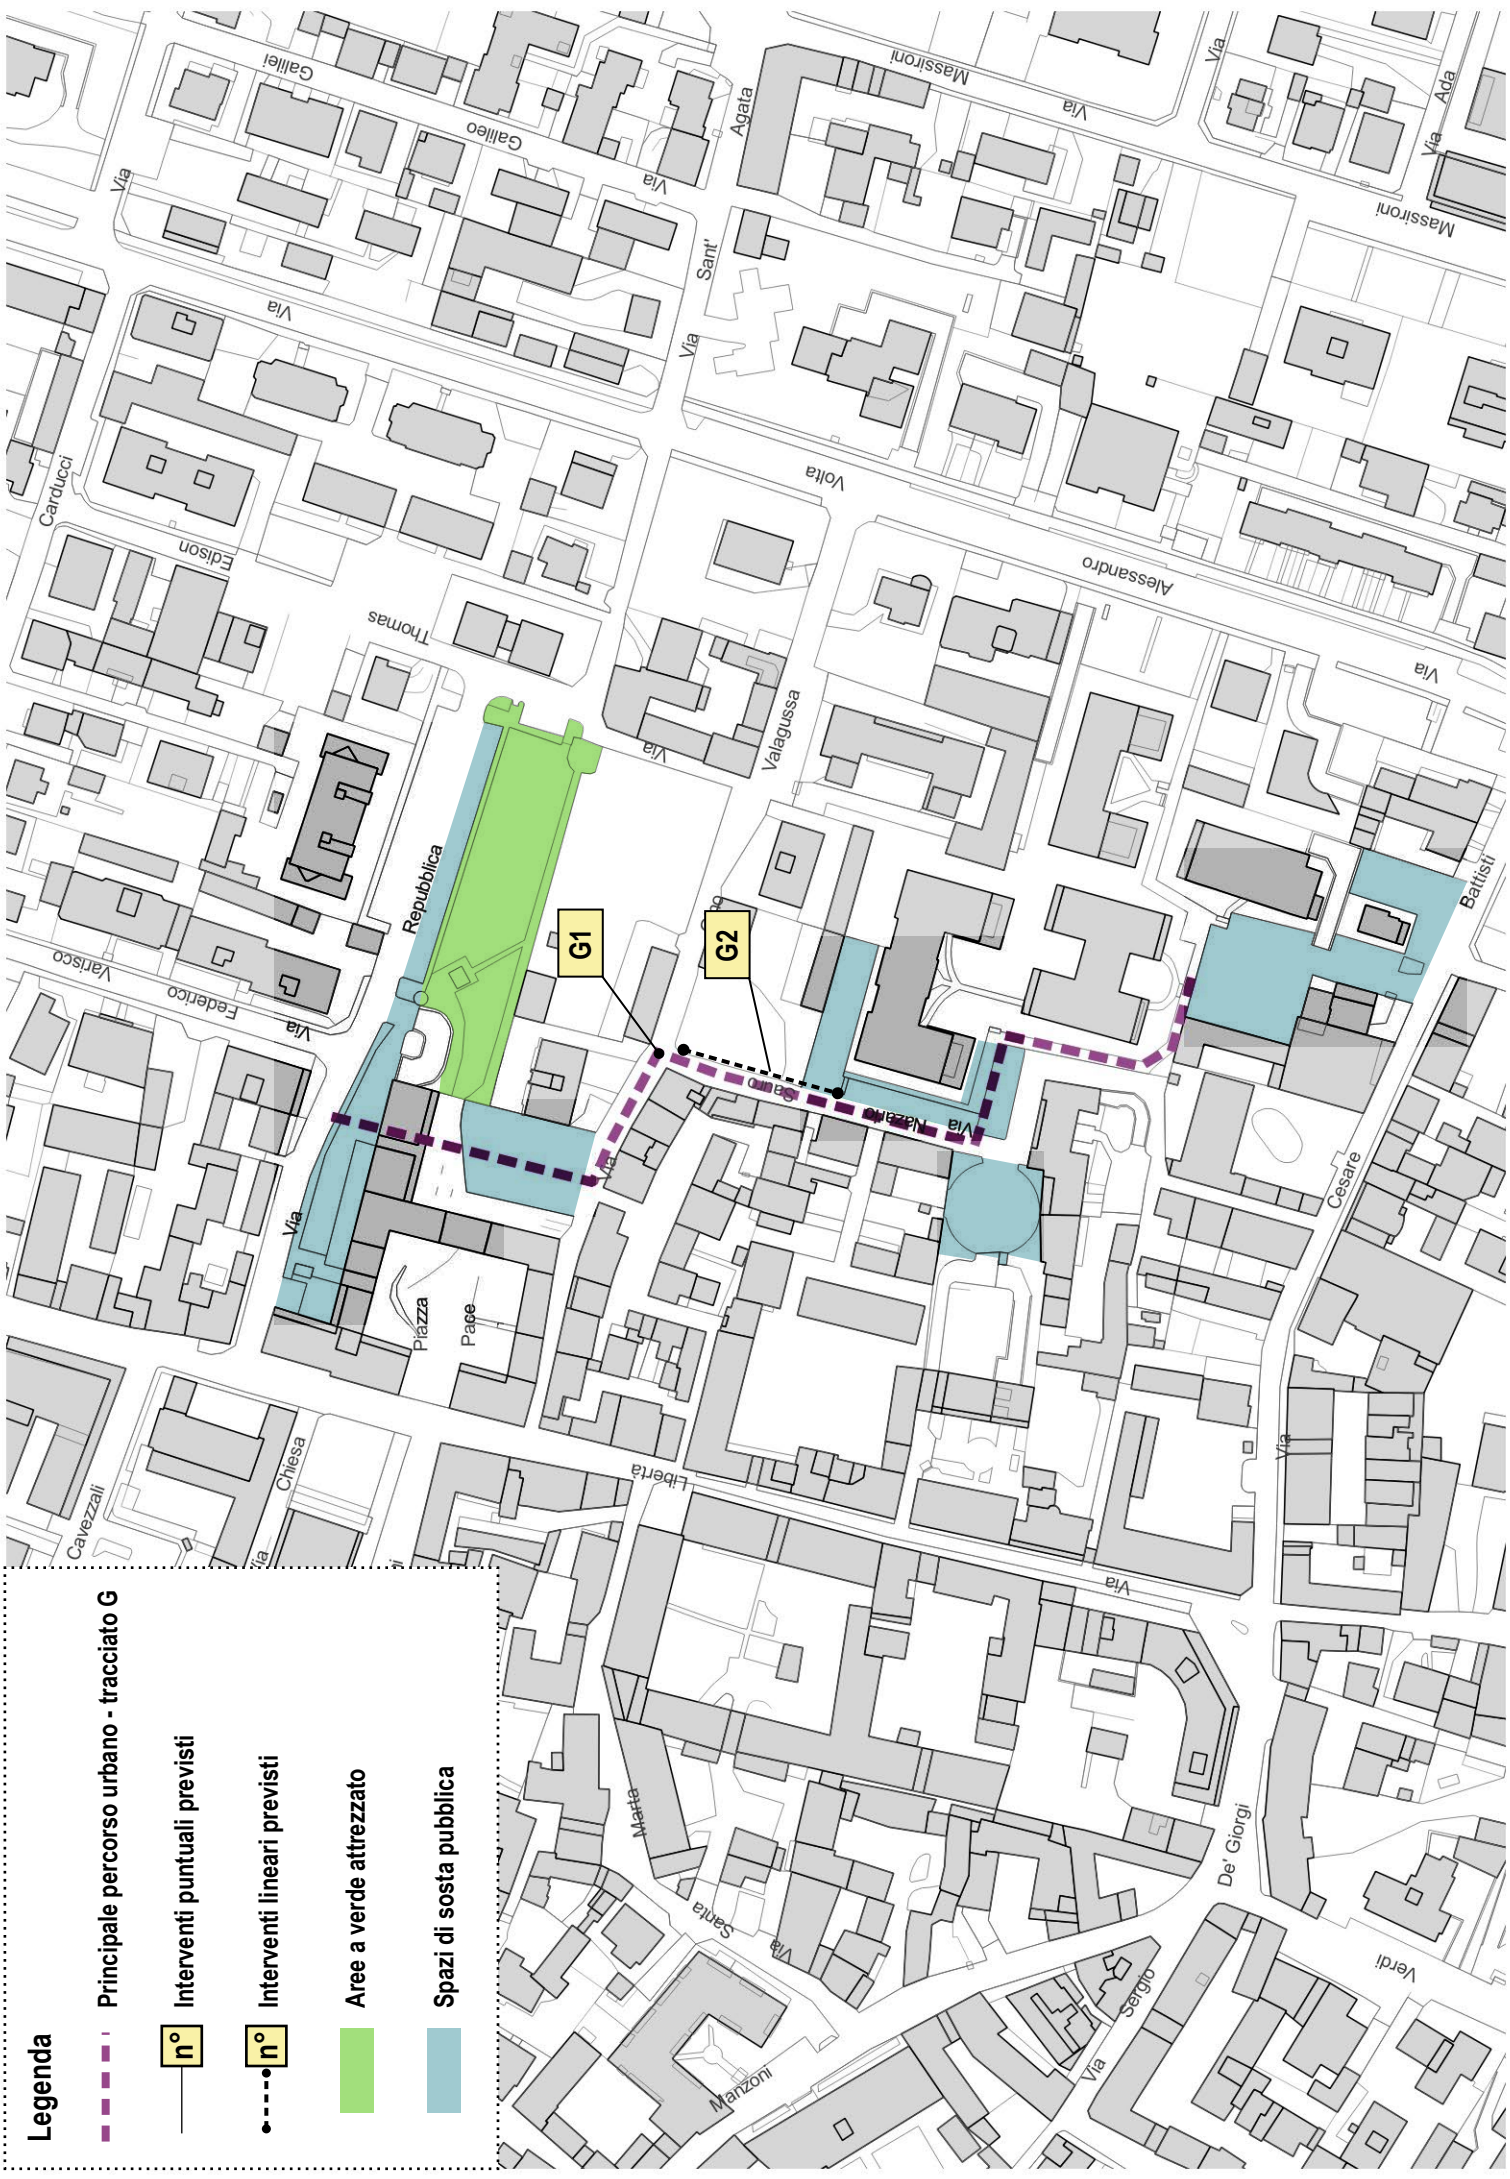 Legenda
Principale percorso urbano - tracciato G
n°
Interventi puntuali previsti
n°
Interventi lineari previsti
Aree a verde attrezzato
Spazi di sosta pubblica
G1
G2
Via
Galilei
Galileo
Via
Agata
Sant'
Via
Massironi
Via
Via
Ada
Via
Massironi
Via
Carducci
Edison
Thomas
Via
Volta
Alessandro
Via
Valagussa
Repubblica
Via
Varisco
Federico
Via
Via
Sauro
Nazario
Via
Battisti
Cesare
Via
Piazza
Pace
Cavezzali
Chiesa
Libertà
Via
Marta
Santa
Via
Manzoni
De' Giorgi
Sergio
Via
Verdi